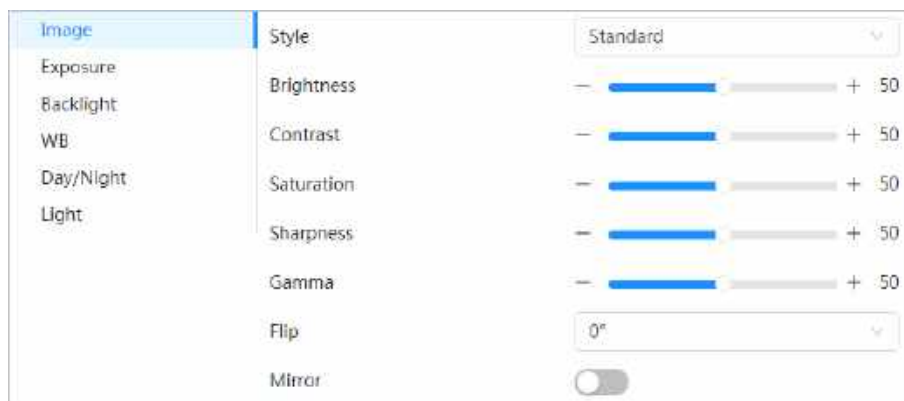 Image
Exposure
Backlight
WB
Day/Night
Light
Style Standard
Brightness − + 50
Contrast − + 50
Saturation − + 50
Sharpness − + 50
Gamma − + 50
Flip 0°
Mirror